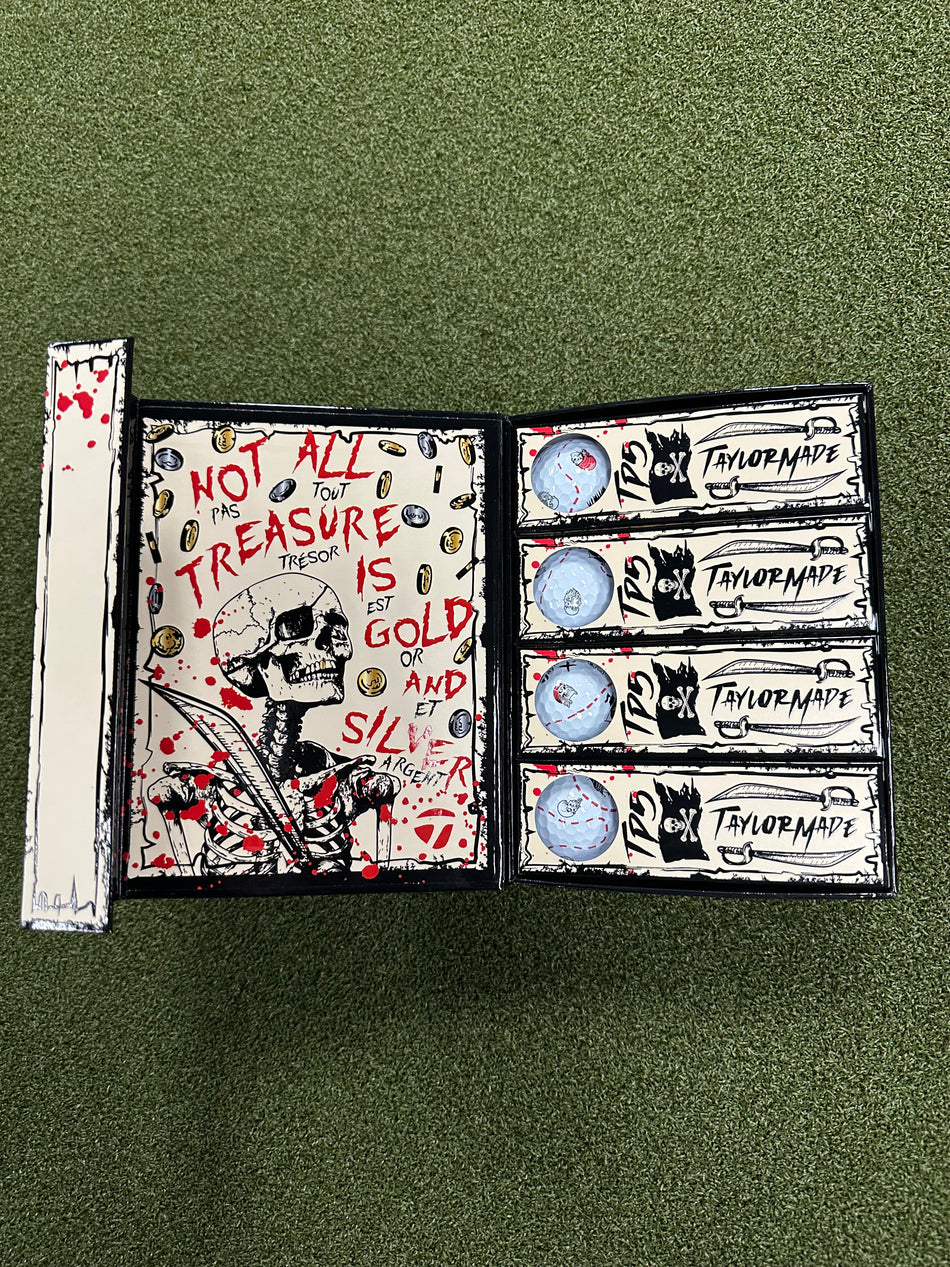 NOT ALL
PAS TOUT
TREASURE
TRÉSOR
IS
EST
GOLD
OR
AND
ET
SILVER
ARGENT
TP5
TAYLORMADE
TP5
TAYLORMADE
TP5
TAYLORMADE
TP5
TAYLORMADE